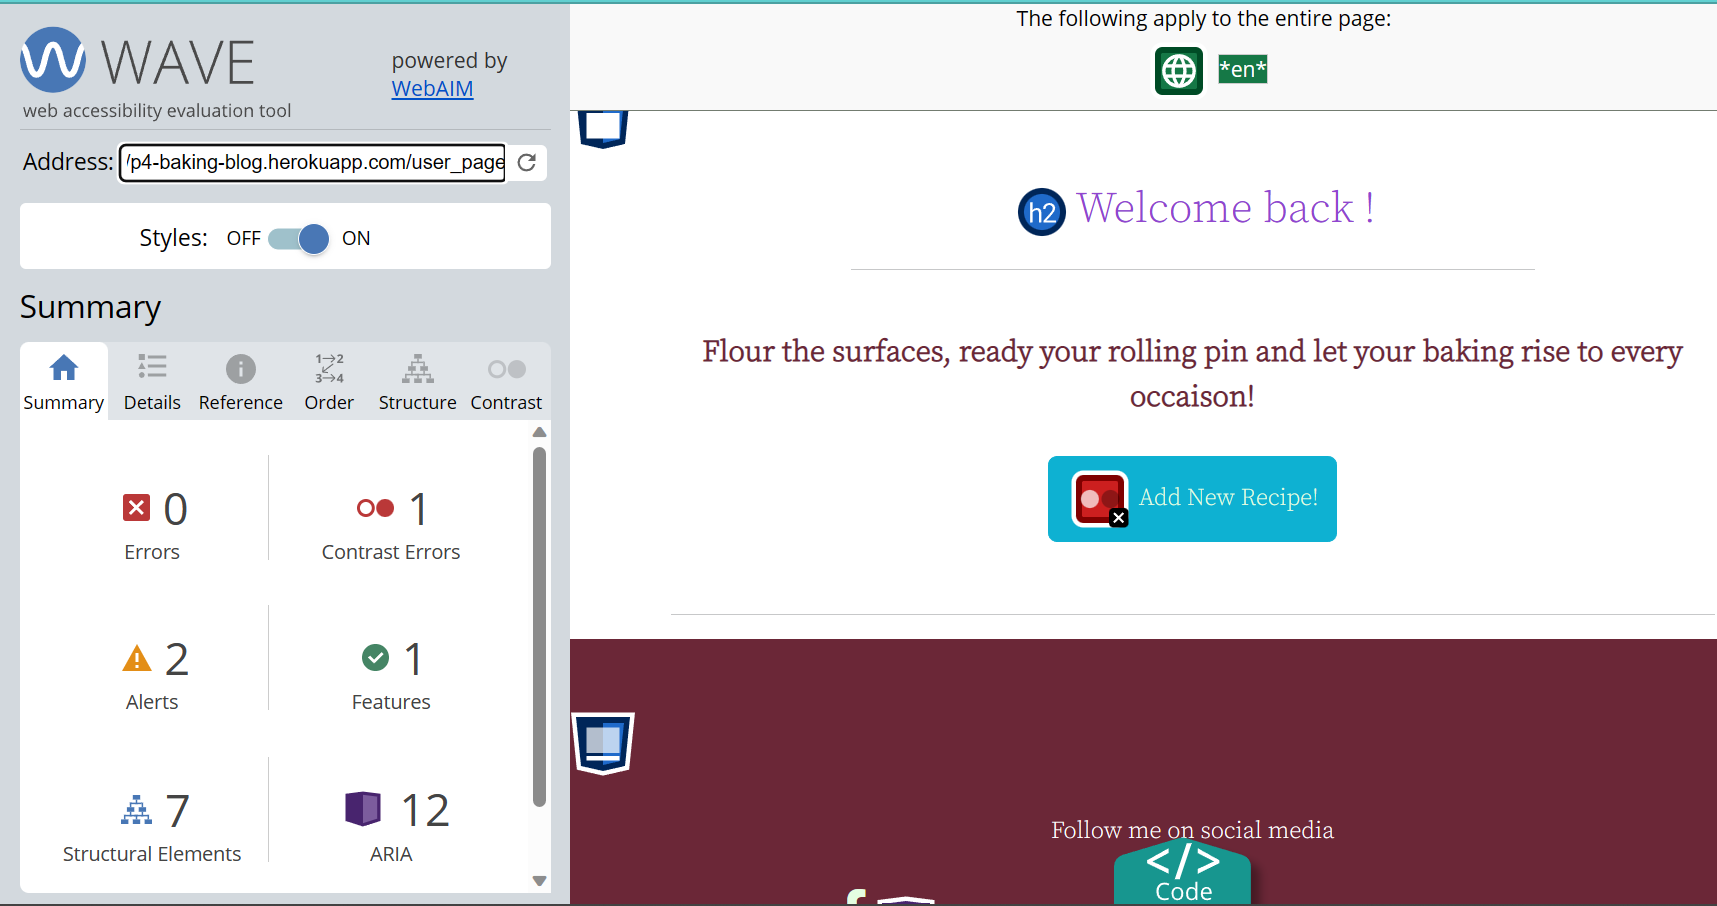 WAVE
powered by
WebAIM
web accessibility evaluation tool
Address: /p4-baking-blog.herokuapp.com/user_page
Styles: OFF ON
Summary
Summary Details Reference Order Structure Contrast
0 1
Errors Contrast Errors
2 1
Alerts Features
7 12
Structural Elements ARIA
The following apply to the entire page:
*en*
h2 Welcome back !
Flour the surfaces, ready your rolling pin and let your baking rise to every
occaison!
Add New Recipe!
Follow me on social media
</>
Code